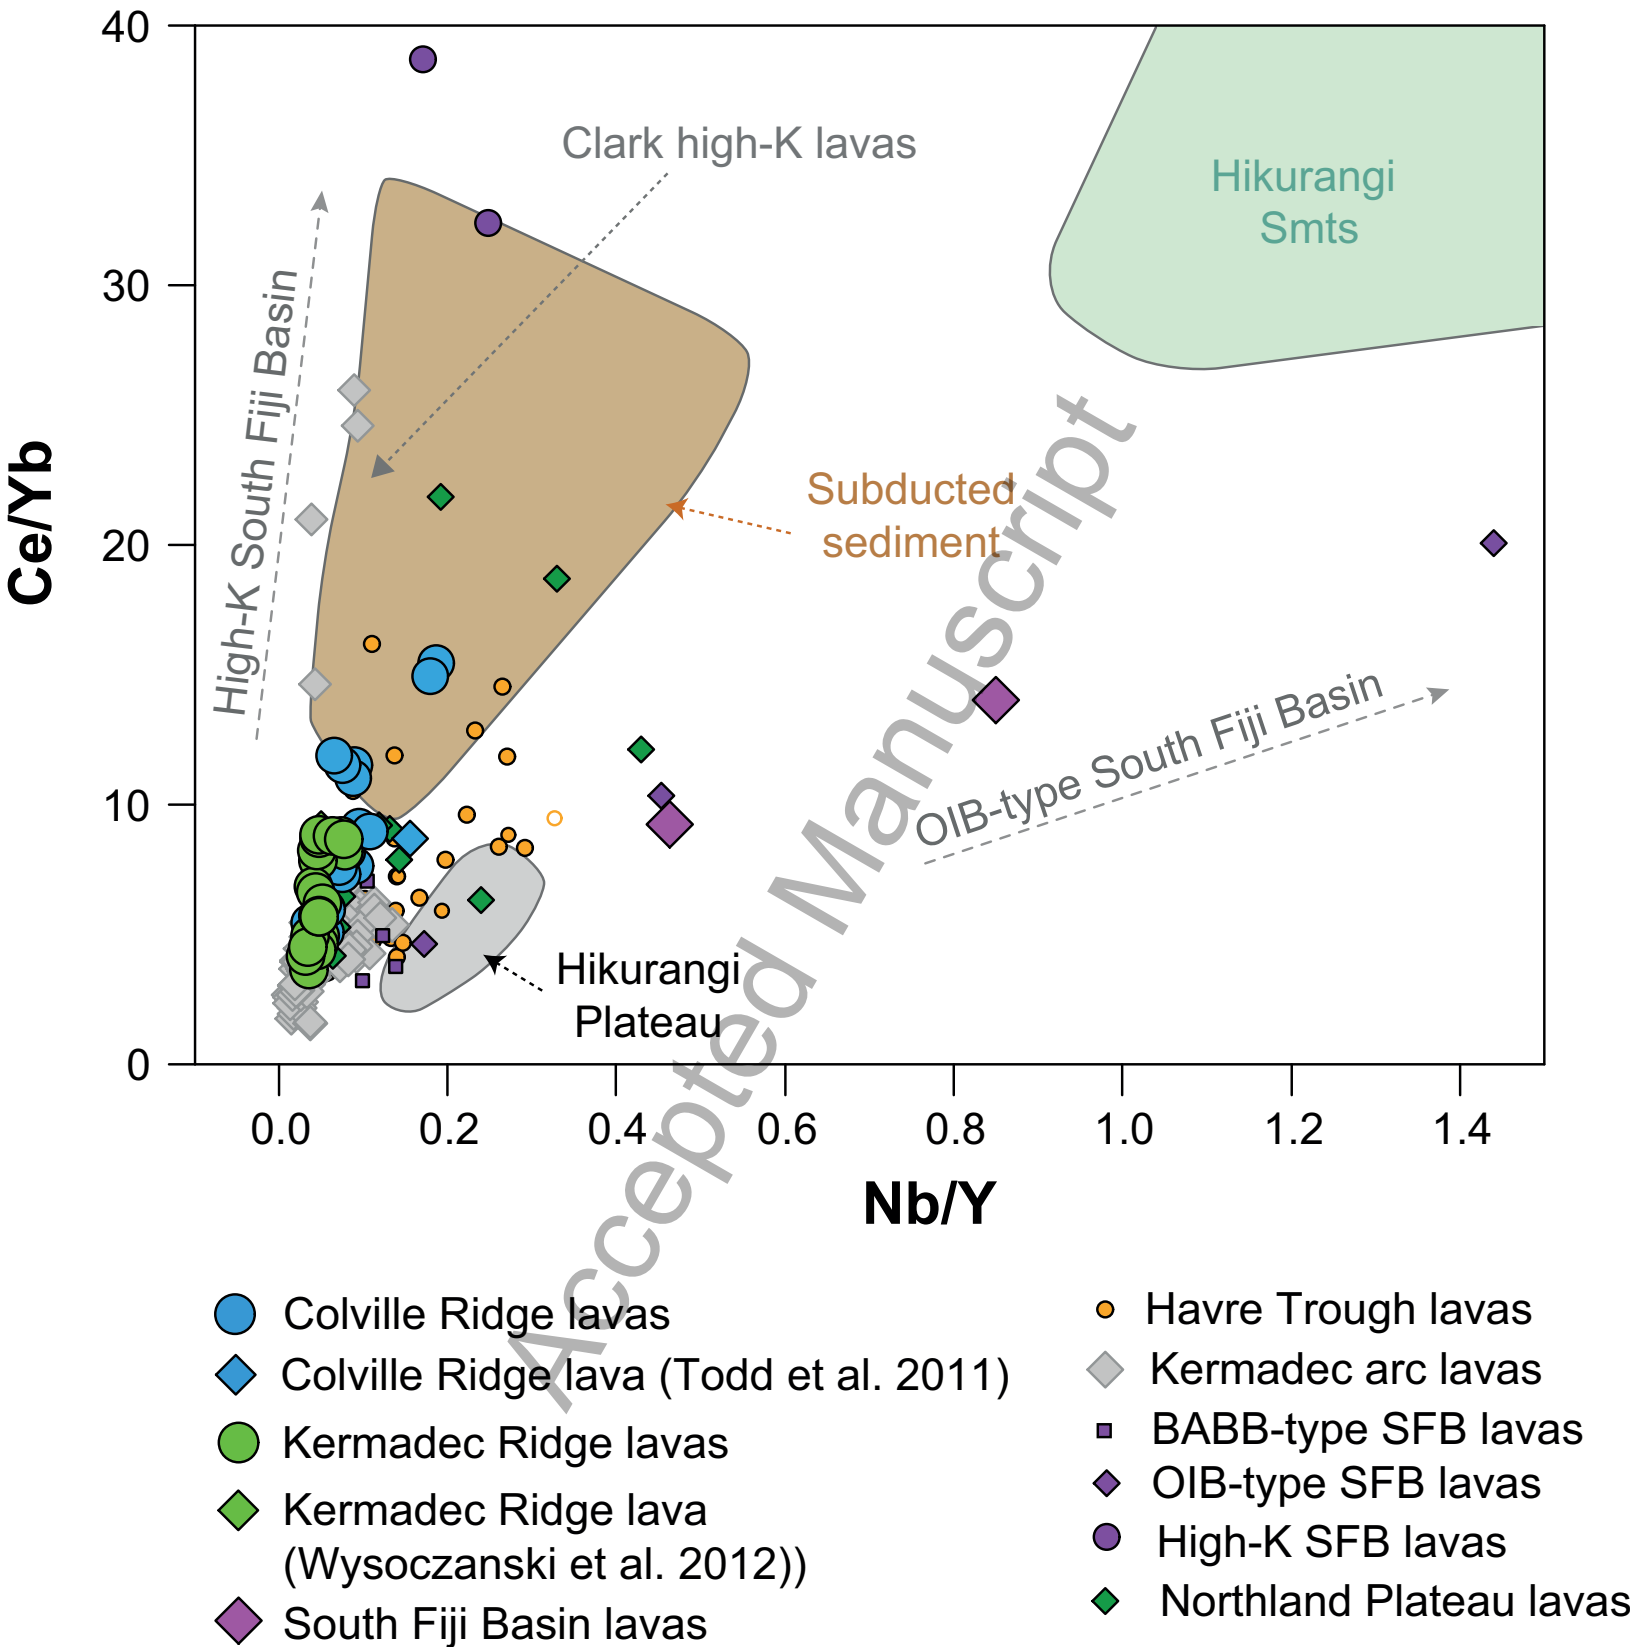 40
30
20
10
0
Ce/Yb
Clark high-K lavas
Hikurangi
Smts
High-K South Fiji Basin
Subducted
sediment
OIB-type South Fiji Basin
Hikurangi
Plateau
0.0 0.2 0.4 0.6 0.8 1.0 1.2 1.4
Nb/Y
Accepted Manuscript
Colville Ridge lavas
Colville Ridge lava (Todd et al. 2011)
Kermadec Ridge lavas
Kermadec Ridge lava
(Wysoczanski et al. 2012))
South Fiji Basin lavas
Havre Trough lavas
Kermadec arc lavas
BABB-type SFB lavas
OIB-type SFB lavas
High-K SFB lavas
Northland Plateau lavas